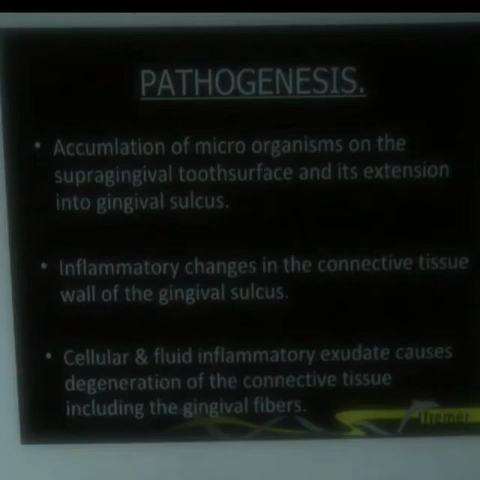 PATHOGENESIS.
• Accumlation of micro organisms on the
supragingival toothsurface and its extension
into gingival sulcus.
• Inflammatory changes in the connective tissue
wall of the gingival sulcus.
• Cellular & fluid inflammatory exudate causes
degeneration of the connective tissue
including the gingival fibers.